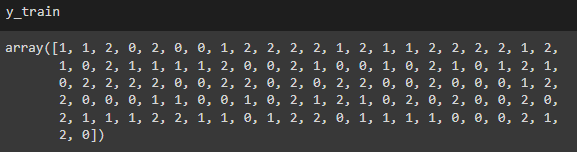 y_train
array([1, 1, 2, 0, 2, 0, 0, 1, 2, 2, 2, 2, 1, 2, 1, 1, 2, 2, 2, 2, 1, 2,
1, 0, 2, 1, 1, 1, 1, 2, 0, 0, 2, 1, 0, 0, 1, 0, 2, 1, 0, 1, 2, 1,
0, 2, 2, 2, 2, 0, 0, 2, 2, 0, 2, 0, 2, 2, 0, 0, 2, 0, 0, 0, 1, 2,
2, 0, 0, 0, 1, 1, 0, 0, 1, 0, 2, 1, 2, 1, 0, 2, 0, 2, 0, 0, 2, 0,
2, 1, 1, 1, 2, 2, 1, 1, 0, 1, 2, 2, 0, 1, 1, 1, 1, 0, 0, 0, 2, 1,
2, 0])